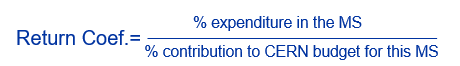 % expenditure in the MS
Return Coef.=
% contribution to CERN budget for this MS